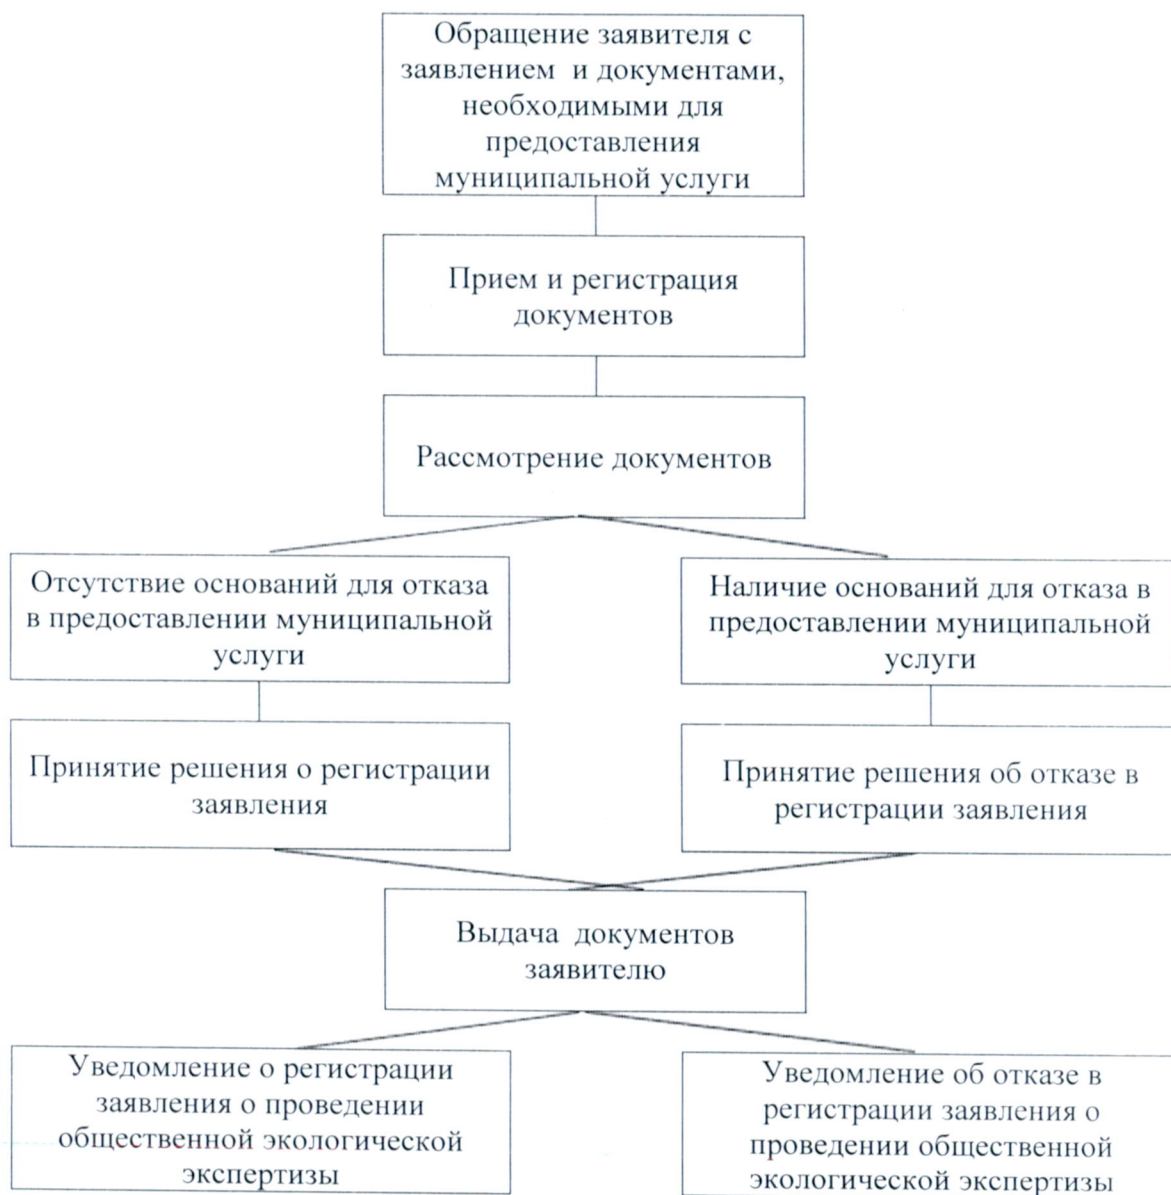 Обращение заявителя с
заявлением и документами,
необходимыми для
предоставления
муниципальной услуги
Прием и регистрация
документов
Рассмотрение документов
Отсутствие оснований для отказа
в предоставлении муниципальной
услуги
Наличие оснований для отказа в
предоставлении муниципальной
услуги
Принятие решения о регистрации
заявления
Принятие решения об отказе в
регистрации заявления
Выдача документов
заявителю
Уведомление о регистрации
заявления о проведении
общественной экологической
экспертизы
Уведомление об отказе в
регистрации заявления о
проведении общественной
экологической экспертизы